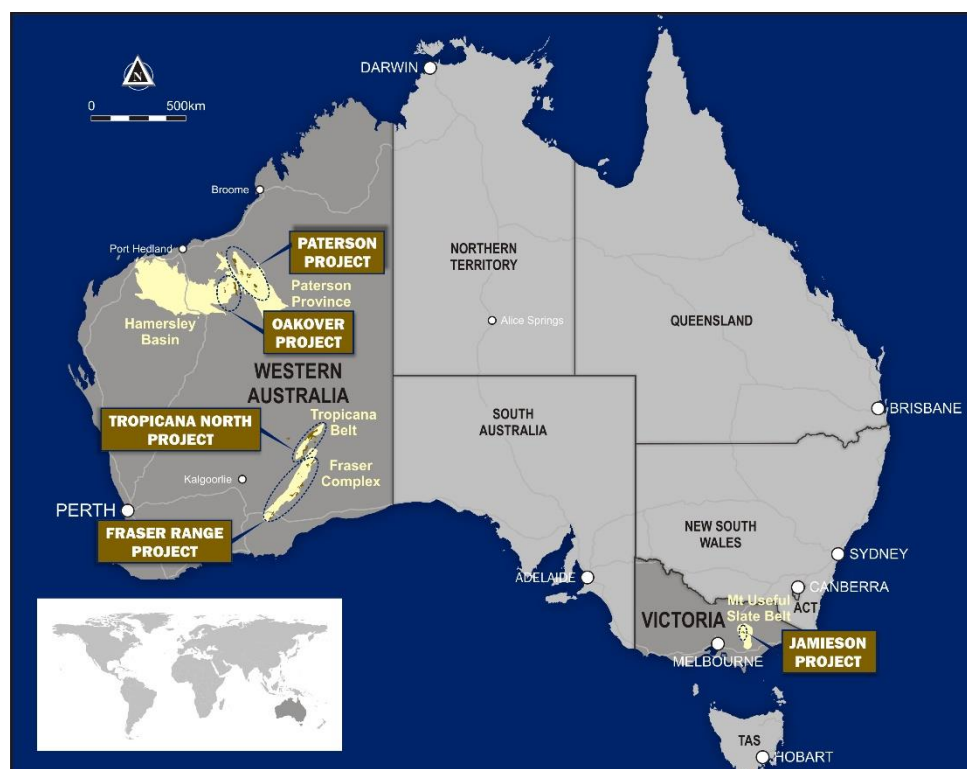 DARWIN
N
0 500km
Broome
Port Hedland
PATERSON
PROJECT
NORTHERN
TERRITORY
Paterson
Province
Hamersley
Basin
OAKOVER
PROJECT
Alice Springs
QUEENSLAND
WESTERN
AUSTRALIA
TROPICANA NORTH
PROJECT
Tropicana
Belt
SOUTH
AUSTRALIA
BRISBANE
Kalgoorlie
Fraser
Complex
PERTH
FRASER RANGE
PROJECT
NEW SOUTH
WALES
SYDNEY
ADELAIDE
CANBERRA
ACT
Mt Useful
Slate Belt
VICTORIA
MELBOURNE
JAMIESON
PROJECT
TAS
HOBART